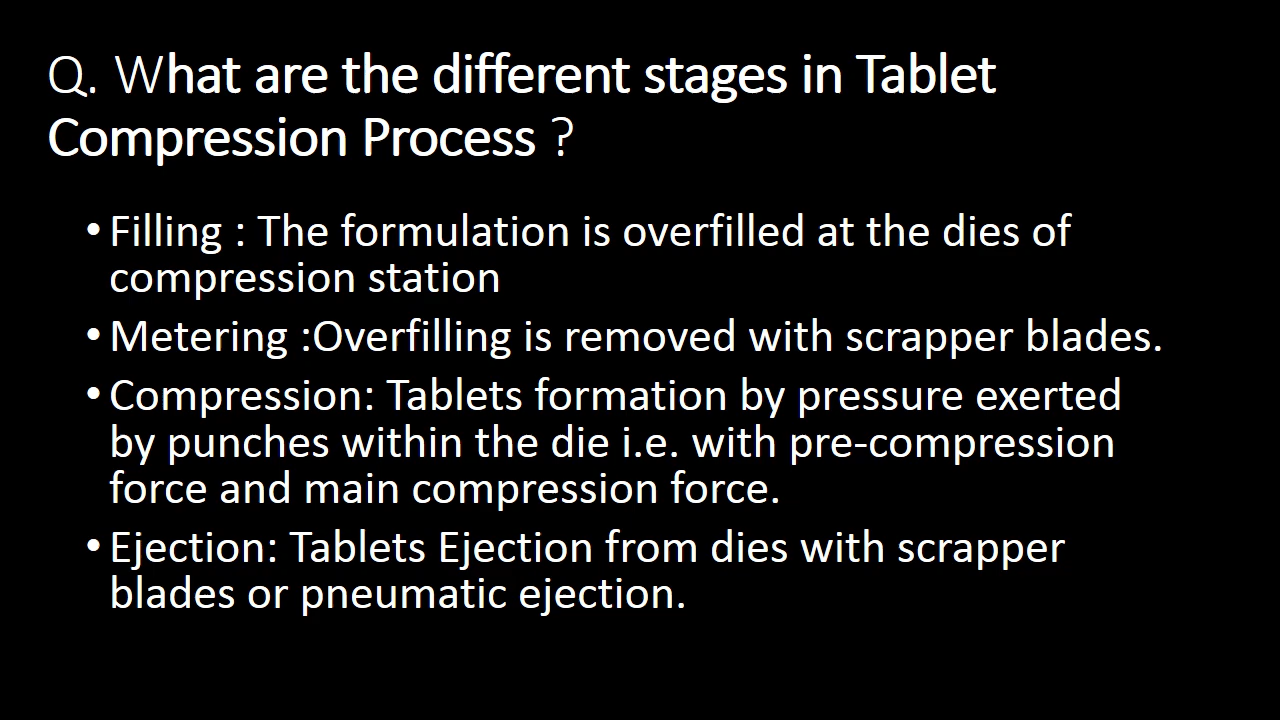 Q. What are the different stages in Tablet
Compression Process ?
• Filling : The formulation is overfilled at the dies of
compression station
• Metering :Overfilling is removed with scrapper blades.
• Compression: Tablets formation by pressure exerted
by punches within the die i.e. with pre-compression
force and main compression force.
• Ejection: Tablets Ejection from dies with scrapper
blades or pneumatic ejection.